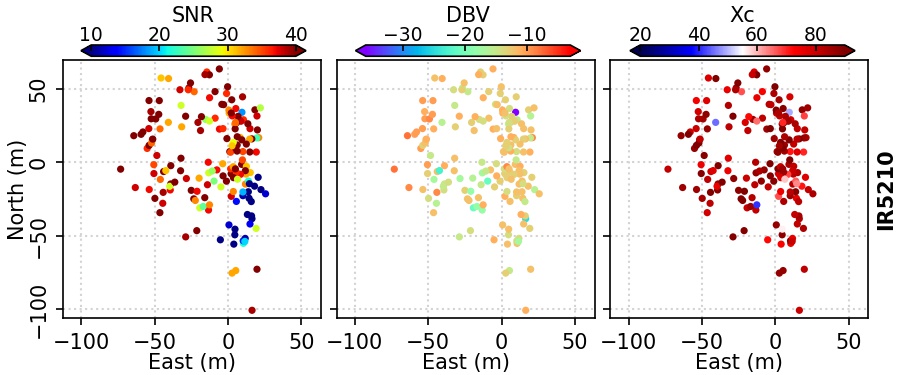 SNR DBV Xc
10 20 30 40 −30 −20 −10 20 40 60 80
50
0
−50
−100
North (m)
−100 −50 0 50 −100 −50 0 50 −100 −50 0 50
East (m) East (m) East (m)
IR5210